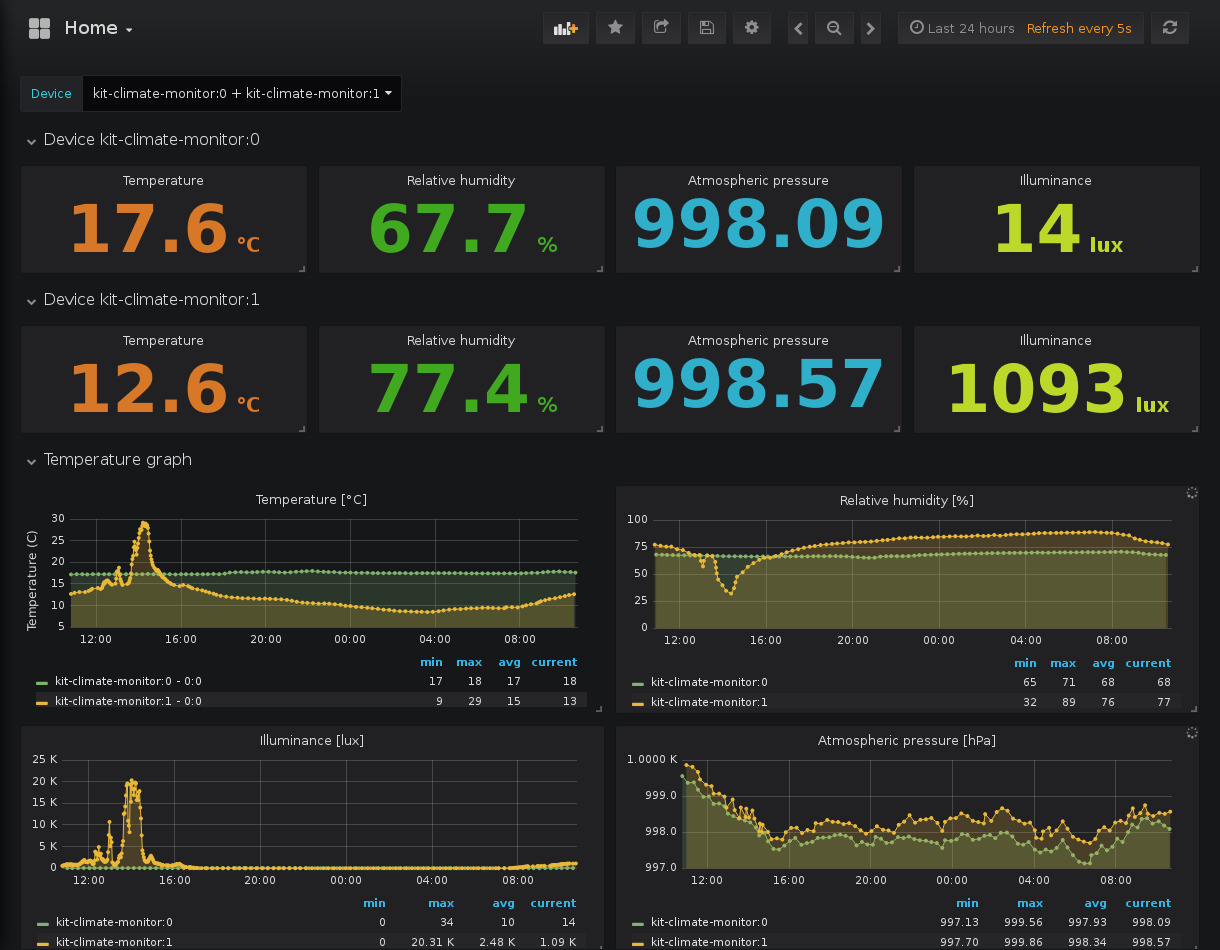 Home
Last 24 hours Refresh every 5s
Device kit-climate-monitor:0 + kit-climate-monitor:1
Device kit-climate-monitor:0
Temperature Relative humidity Atmospheric pressure Illuminance
17.6 °C 67.7 % 998.09 14 lux
Device kit-climate-monitor:1
Temperature Relative humidity Atmospheric pressure Illuminance
12.6 °C 77.4 % 998.57 1093 lux
Temperature graph
Temperature [°C]
Temperature (C)
30
25
20
15
10
5
12:00 16:00 20:00 00:00 04:00 08:00
min max avg current
kit-climate-monitor:0 - 0:0 17 18 17 18
kit-climate-monitor:1 - 0:0 9 29 15 13
Relative humidity [%]
100
75
50
25
0
12:00 16:00 20:00 00:00 04:00 08:00
min max avg current
kit-climate-monitor:0 65 71 68 68
kit-climate-monitor:1 32 89 76 77
Illuminance [lux]
25 K
20 K
15 K
10 K
5 K
0
12:00 16:00 20:00 00:00 04:00 08:00
min max avg current
kit-climate-monitor:0 0 34 10 14
kit-climate-monitor:1 0 20.31 K 2.48 K 1.09 K
Atmospheric pressure [hPa]
1.0000 K
999.0
998.0
997.0
12:00 16:00 20:00 00:00 04:00 08:00
min max avg current
kit-climate-monitor:0 997.13 999.56 997.93 998.09
kit-climate-monitor:1 997.70 999.86 998.34 998.57